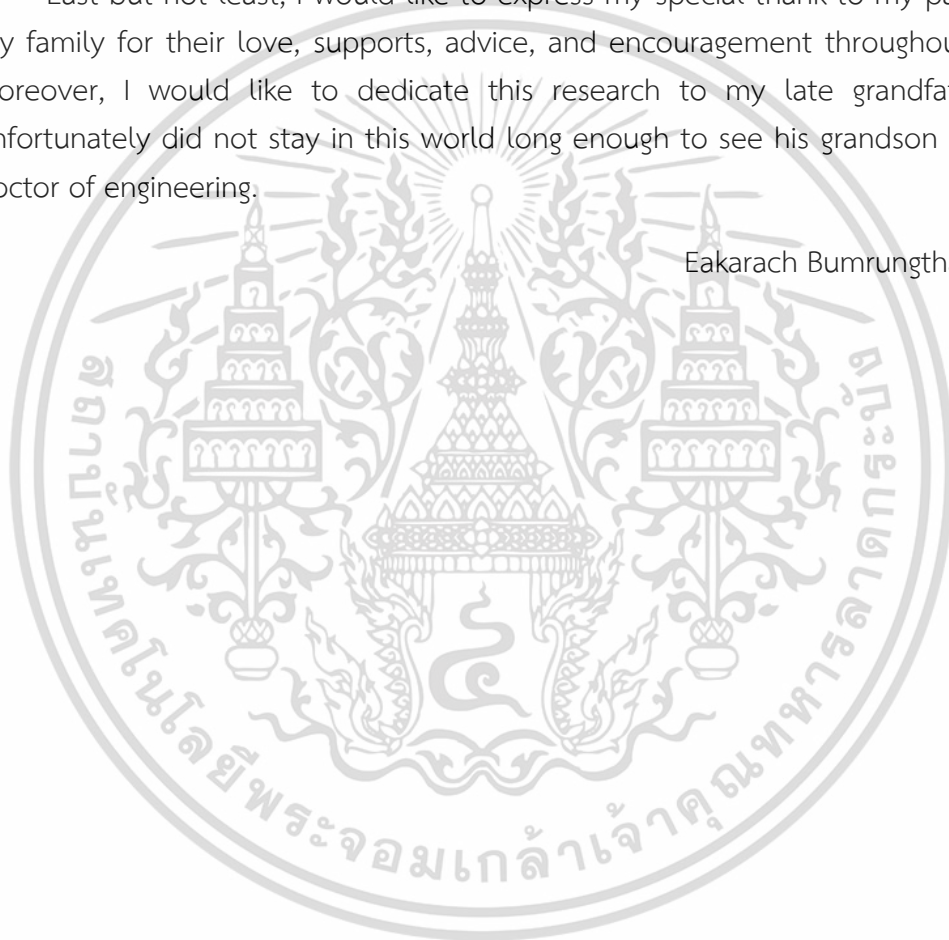 Last but not least, I would like to express my special thank to my
y family for their love, supports, advice, and encouragement
oreover, I would like to dedicate this research to my late
nfortunately did not stay in this world long enough to see his grandson
octor of engineering.
Eakarach
สถาบันเทคโนโลยีพระจอมเกล้าเจ้าคุณทหารลาดกระบัง
๔